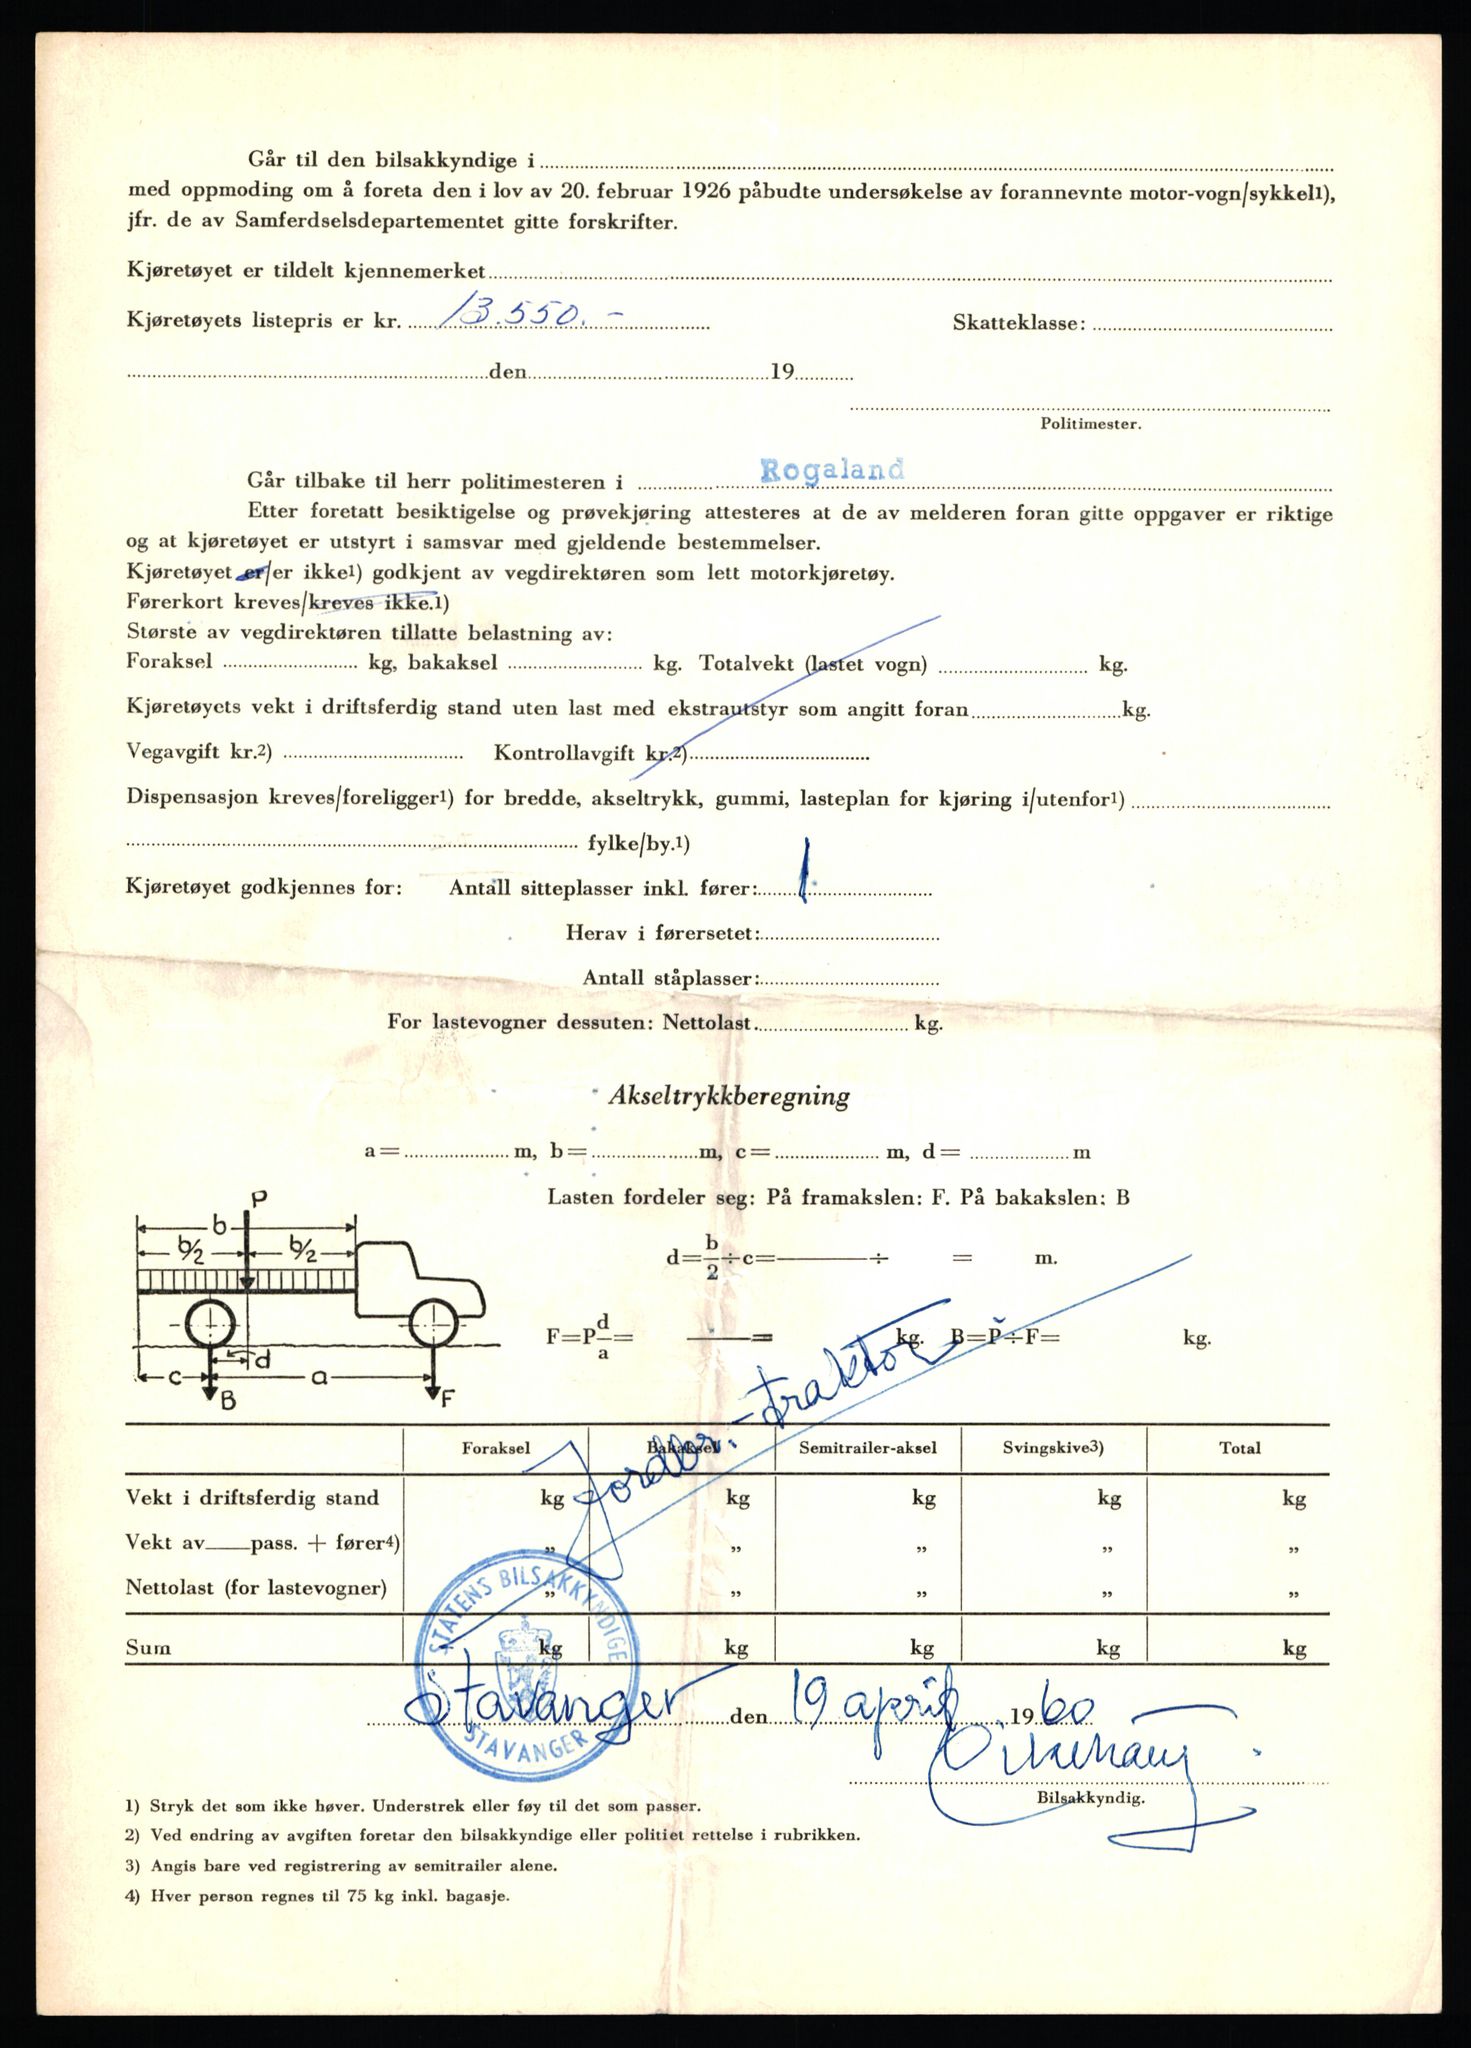 Går til den bilsakkyndige i
med oppmoding om å foreta den i lov av 20. februar 1926 påbudte undersøkelse av forannevnte motor-vogn/sykkel1),
jfr. de av Samferdselsdepartementet gitte forskrifter.
Kjøretøyet er tildelt kjennemerket
Kjøretøyets listepris er kr. 13.550.- Skatteklasse:
den 19
Politimester.
Går tilbake til herr politimesteren i Rogaland
Etter foretatt besiktigelse og prøvekjøring attesteres at de av melderen foran gitte oppgaver er riktige
og at kjøretøyet er utstyrt i samsvar med gjeldende bestemmelser.
Kjøretøyet er/er ikke1) godkjent av vegdirektøren som lett motorkjøretøy.
Førerkort kreves/kreves ikke.1)
Største av vegdirektøren tillatte belastning av:
Foraksel kg, bakaksel kg. Totalvekt (lastet vogn) kg.
Kjøretøyets vekt i driftsferdig stand uten last med ekstrautstyr som angitt foran kg.
Vegavgift kr.2) Kontrollavgift kr.2)
Dispensasjon kreves/foreligger1) for bredde, akseltrykk, gummi, lasteplan for kjøring i/utenfor1)
fylke/by.1)
Kjøretøyet godkjennes for: Antall sitteplasser inkl. fører: 1
Herav i førersetet:
Antall ståplasser:
For lastevogner dessuten: Nettolast kg.
Akseltrykkberegning
a= m, b= m, c= m, d= m
Lasten fordeler seg: På framakslen: F. På bakakslen: B
P
b
b/2 b/2
d c a
B F
d=b/2÷c= ÷ = m.
F=P d/a= = kg. B=P÷F= kg.
Jordbr.-traktor
Foraksel Bakaksel Semitrailer-aksel Svingskive3) Total
Vekt i driftsferdig stand kg kg kg kg kg
Vekt av pass. + fører4) „ „ „ „ „
Nettolast (for lastevogner) „ „ „ „ „
Sum kg kg kg kg kg
STATENS BILSAKKYNDIGE
STAVANGER
Stavanger den 19 april 1960
Bilsakkyndig.
1) Stryk det som ikke høver. Understrek eller føy til det som passer.
2) Ved endring av avgiften foretar den bilsakkyndige eller politiet rettelse i rubrikken.
3) Angis bare ved registrering av semitrailer alene.
4) Hver person regnes til 75 kg inkl. bagasje.